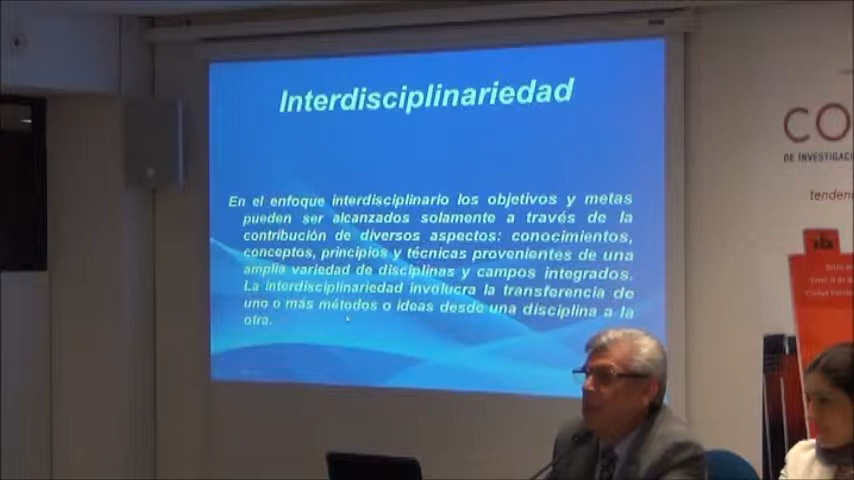 Interdisciplinariedad
En el enfoque interdisciplinario los objetivos y metas
pueden ser alcanzados solamente a través de la
contribución de diversos aspectos: conocimientos,
conceptos, principios y técnicas provenientes de una
amplia variedad de disciplinas y campos integrados.
La interdisciplinariedad involucra la transferencia de
uno o más métodos o ideas desde una disciplina a la
otra.
CO
DE INVESTIGACI
tendenc